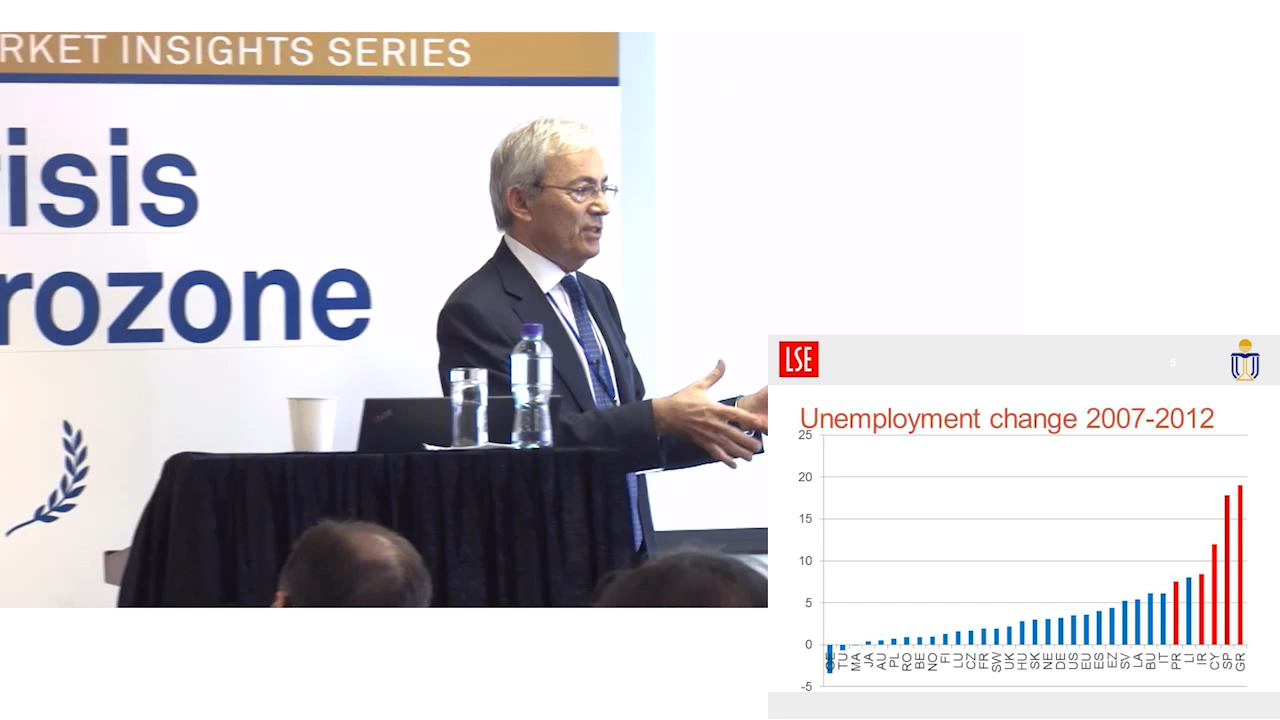 RKET INSIGHTS SERIES
risis
rozone
LSE
5
Unemployment change 2007-2012
25
20
15
10
5
0
-5
GE TU MA JA AU PL RO BE NO FI LU CZ FR SW UK HU SK NE DE US EU ES EZ SV LA BU IT PR LI IR CY SP GR